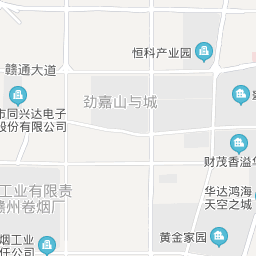 恒科产业园
赣通大道
劲嘉山与城
市同兴达电子
股份有限公司
财茂香溢
工业有限责
赣州卷烟厂
华达鸿海
天空之城
烟工业
任公司
黄金家园